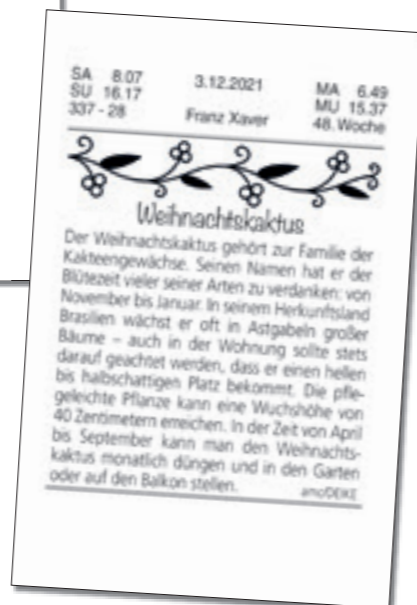 SA 8.07 3.12.2021 MA 6.49
SU 16.17 MU 15.37
337 - 28 Franz Xaver 48. Woche
Weihnachtskaktus
Der Weihnachtskaktus gehört zur Familie der
Kakteengewächse. Seinen Namen hat er der
Blütezeit vieler seiner Arten zu verdanken: von
November bis Januar. In seinem Herkunftsland
Brasilien wächst er oft in Astgabeln großer
Bäume – auch in der Wohnung sollte stets
darauf geachtet werden, dass er einen hellen
bis halbschattigen Platz bekommt. Die pfle-
geleichte Pflanze kann eine Wuchshöhe von
40 Zentimetern erreichen. In der Zeit von April
bis September kann man den Weihnachts-
kaktus monatlich düngen und in den Garten
oder auf den Balkon stellen. amo/DEIKE